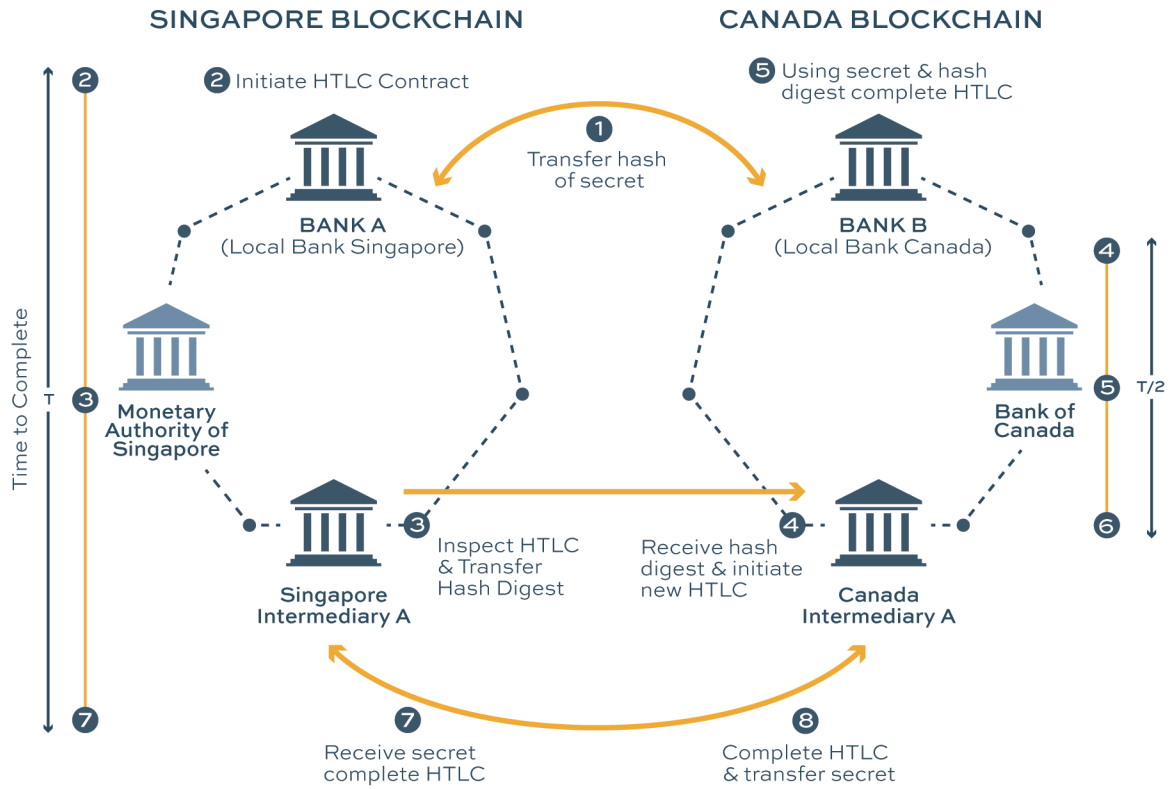 SINGAPORE BLOCKCHAIN
CANADA BLOCKCHAIN
2
2 Initiate HTLC Contract
5 Using secret & hash
digest complete HTLC
1
Transfer hash
of secret
BANK A
(Local Bank Singapore)
BANK B
(Local Bank Canada)
4
Time to Complete
T
3
Monetary
Authority of
Singapore
Bank of
Canada
5
T/2
3
Inspect HTLC
& Transfer
Hash Digest
4
Receive hash
digest & initiate
new HTLC
6
Singapore
Intermediary A
Canada
Intermediary A
7
7
Receive secret
complete HTLC
8
Complete HTLC
& transfer secret